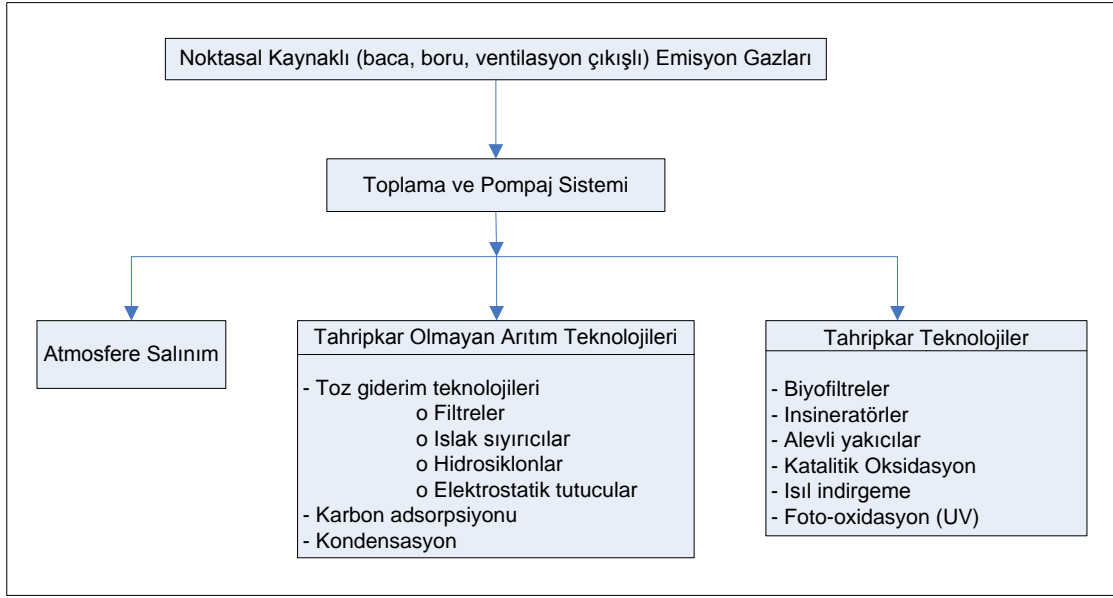 Noktasal Kaynaklı (baca, boru, ventilasyon çıkışlı) Emisyon Gazları
Toplama ve Pompaj Sistemi
Atmosfere Salınım
Tahripkar Olmayan Arıtım Teknolojileri
- Toz giderim teknolojileri
o Filtreler
o Islak sıyırıcılar
o Hidrosiklonlar
o Elektrostatik tutucular
- Karbon adsorpsiyonu
- Kondensasyon
Tahripkar Teknolojiler
- Biyofiltreler
- Insineratörler
- Alevli yakıcılar
- Katalitik Oksidasyon
- Isıl indirgeme
- Foto-oxidasyon (UV)